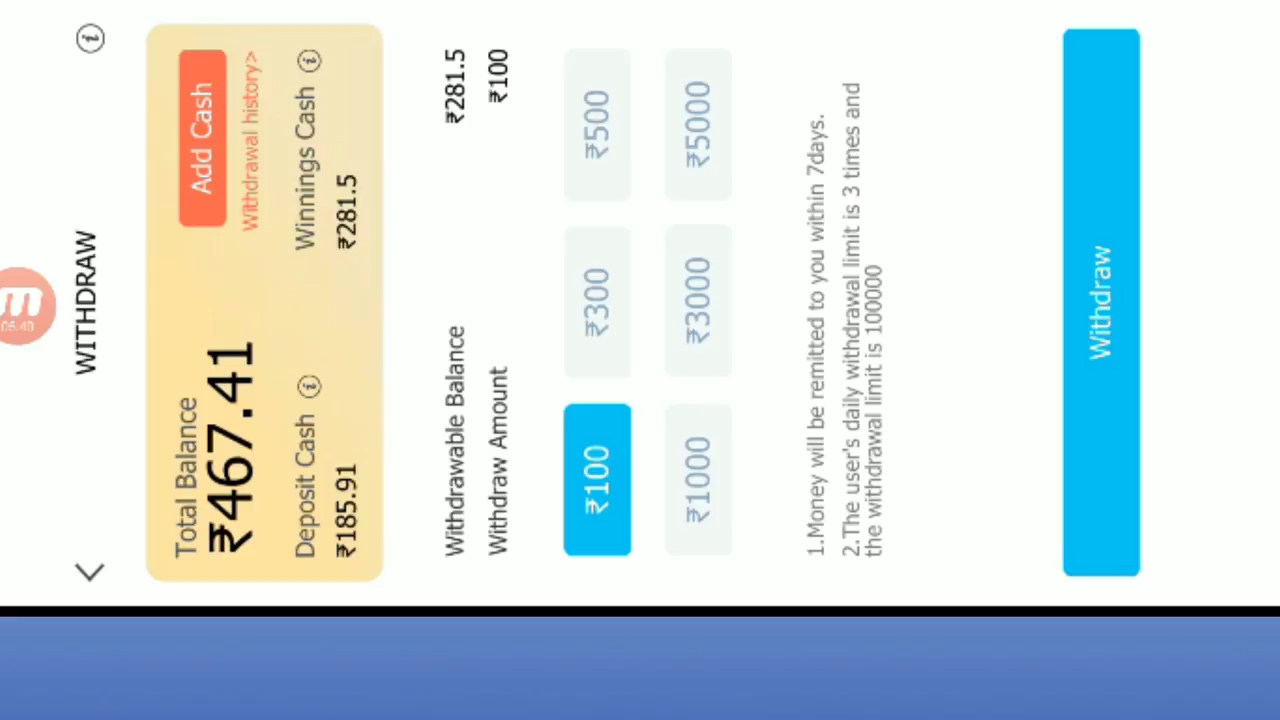 WITHDRAW
i
Total Balance
Add Cash
₹467.41
Withdrawal history>
Deposit Cash i
Winnings Cash i
₹185.91
₹281.5
Withdrawable Balance
₹281.5
Withdraw Amount
₹100
₹100
₹300
₹500
₹1000
₹3000
₹5000
1.Money will be remitted to you within 7days.
2.The user's daily withdrawal limit is 3 times and
the withdrawal limit is 100000
Withdraw
m
05:40